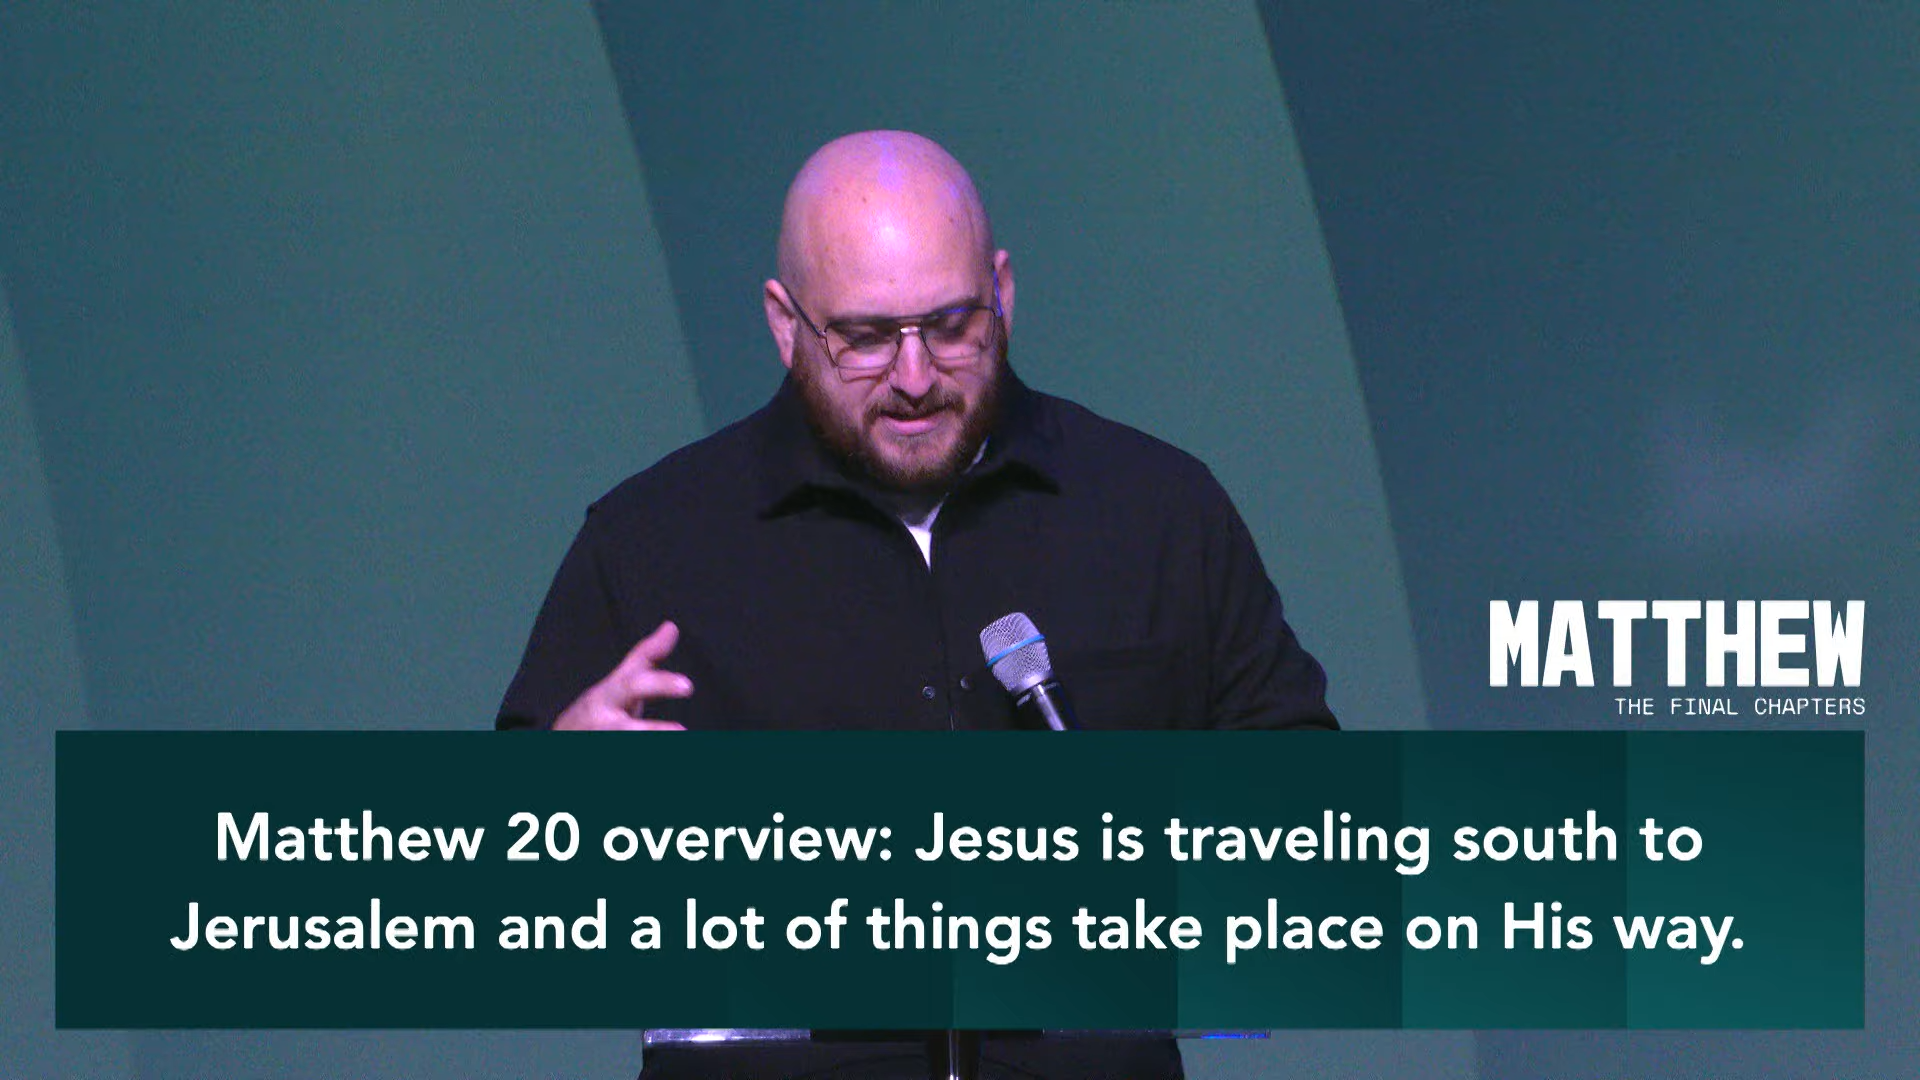 MATTHEW
THE FINAL CHAPTERS
Matthew 20 overview: Jesus is traveling south to
Jerusalem and a lot of things take place on His way.